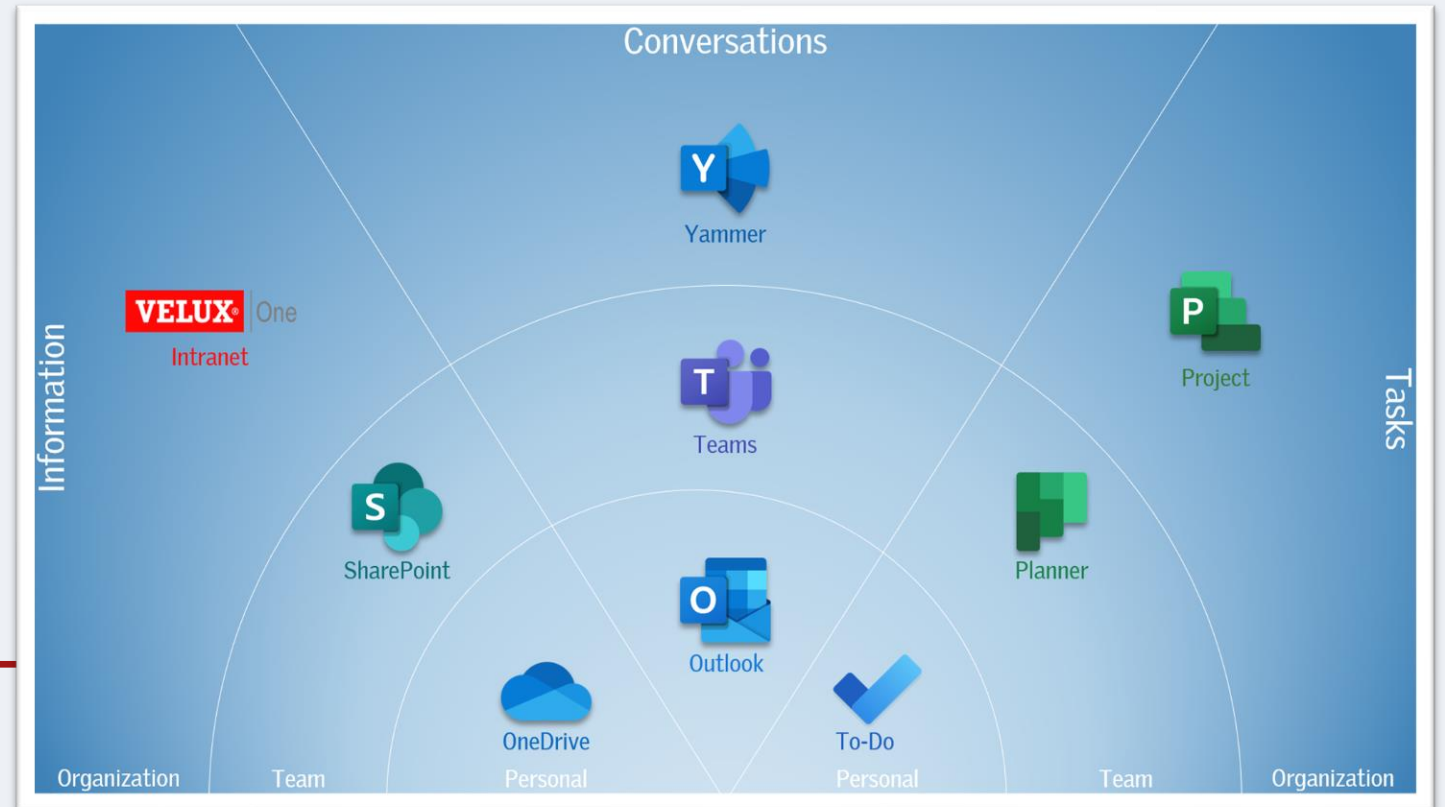 Conversations
Y
Yammer
VELUX® One
Intranet
P
Project
Information
Tasks
T
Teams
S
SharePoint
Planner
O
Outlook
OneDrive
To-Do
Organization Team Personal Personal Team Organization